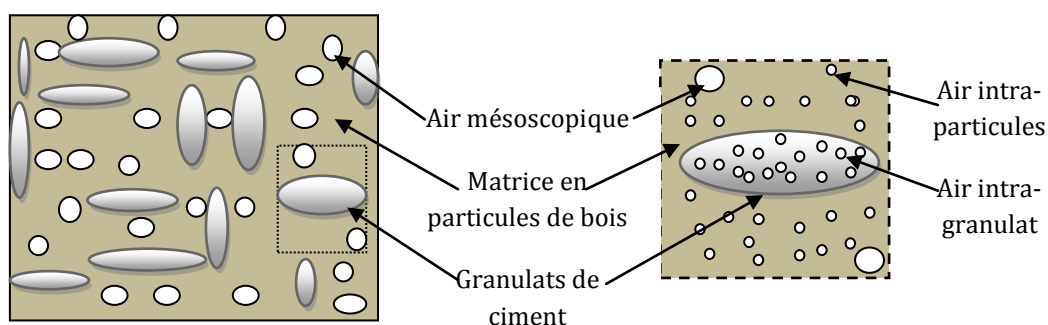 Air mésoscopique
Matrice en
particules de bois
Granulats de
ciment
Air intra-
particules
Air intra-
granulat